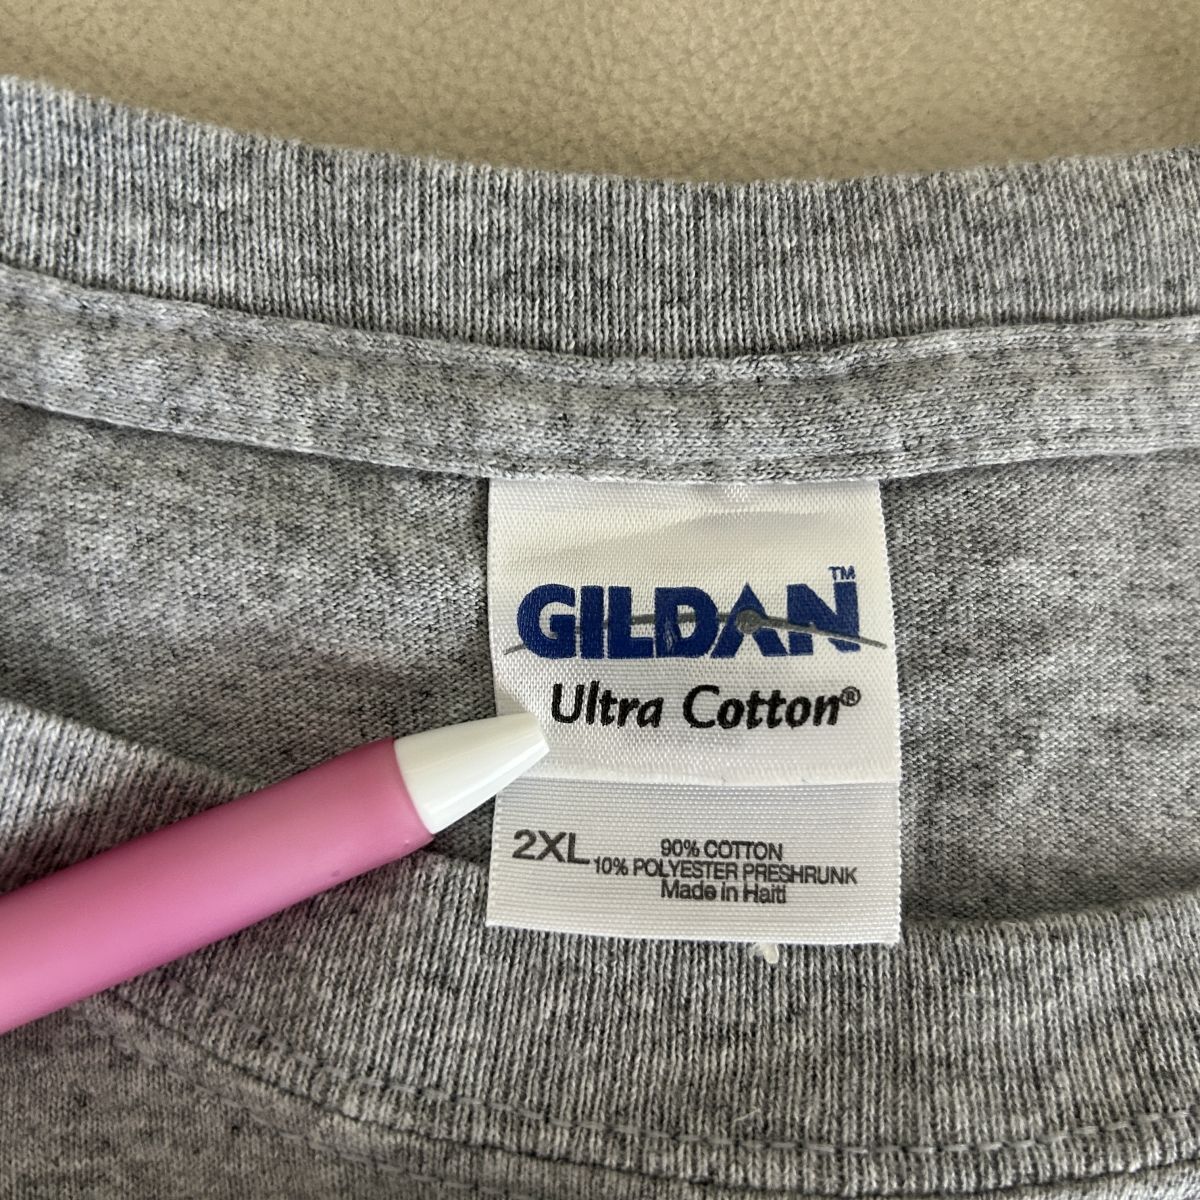 GILDAN™
Ultra Cotton®
2XL
90% COTTON
10% POLYESTER PRESHRUNK
Made in Haiti